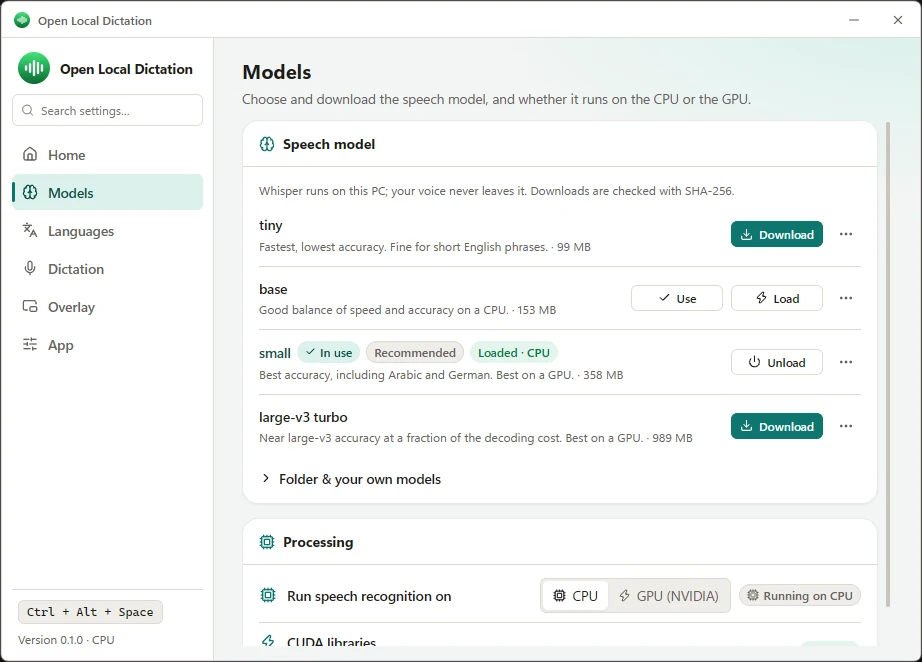 Open Local Dictation
Open Local Dictation
Search settings...
Home
Models
Languages
Dictation
Overlay
App
Ctrl + Alt + Space
Version 0.1.0 · CPU
Models
Choose and download the speech model, and whether it runs on the CPU or the GPU.
Speech model
Whisper runs on this PC; your voice never leaves it. Downloads are checked with SHA-256.
tiny
Fastest, lowest accuracy. Fine for short English phrases. · 99 MB
Download
base
Good balance of speed and accuracy on a CPU. · 153 MB
Use
Load
small In use Recommended Loaded · CPU
Best accuracy, including Arabic and German. Best on a GPU. · 358 MB
Unload
large-v3 turbo
Near large-v3 accuracy at a fraction of the decoding cost. Best on a GPU. · 989 MB
Download
Folder & your own models
Processing
Run speech recognition on CPU GPU (NVIDIA) Running on CPU
CUDA libraries